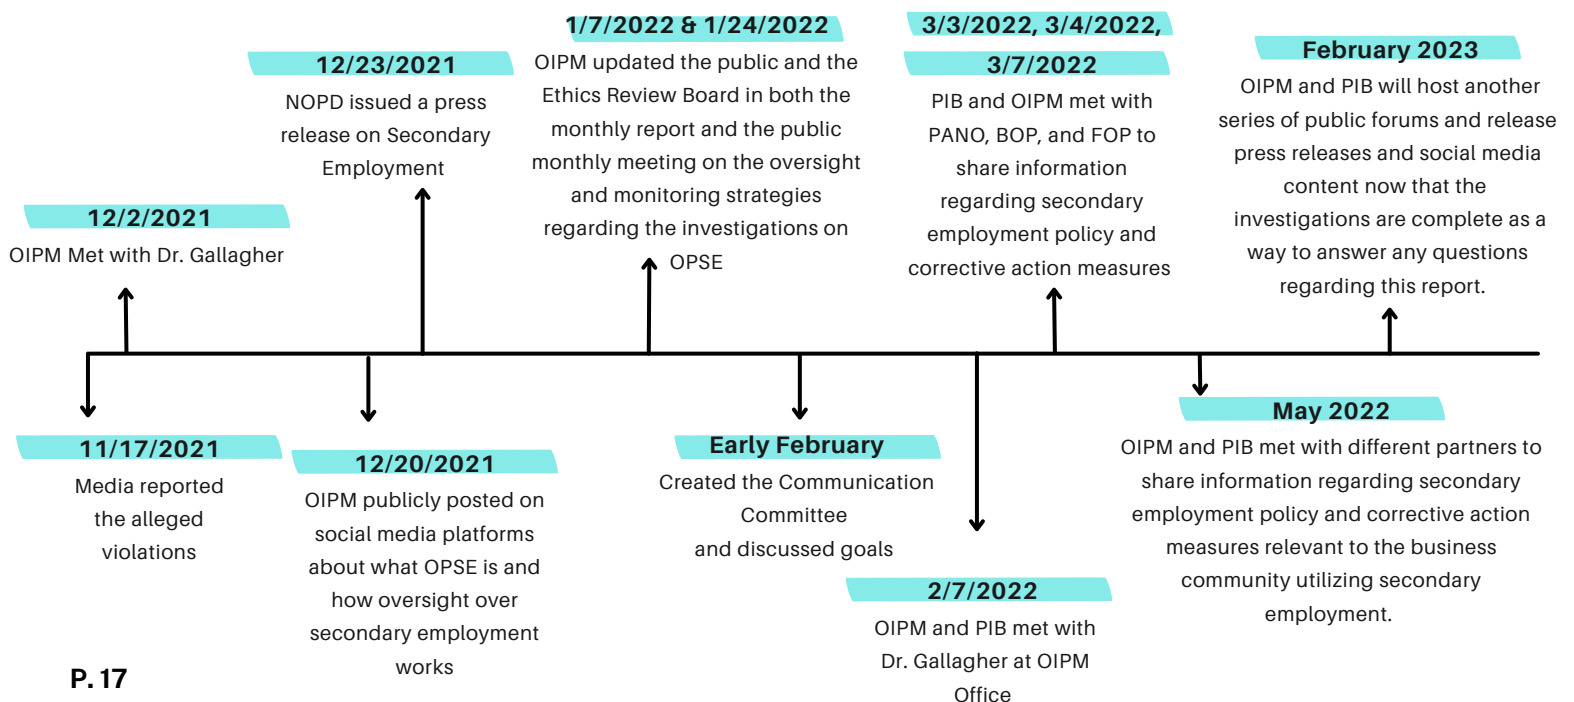 11/17/2021
Media reported
the alleged
violations
12/2/2021
OIPM Met with Dr. Gallagher
12/20/2021
OIPM publicly posted on
social media platforms
about what OPSE is and
how oversight over
secondary employment
works
12/23/2021
NOPD issued a press
release on Secondary
Employment
1/7/2022 & 1/24/2022
OIPM updated the public and the
Ethics Review Board in both the
monthly report and the public
monthly meeting on the oversight
and monitoring strategies
regarding the investigations on
OPSE
Early February
Created the Communication
Committee
and discussed goals
2/7/2022
OIPM and PIB met with
Dr. Gallagher at OIPM
Office
3/3/2022, 3/4/2022,
3/7/2022
PIB and OIPM met with
PANO, BOP, and FOP to
share information
regarding secondary
employment policy and
corrective action measures
May 2022
OIPM and PIB met with different partners to
share information regarding secondary
employment policy and corrective action
measures relevant to the business
community utilizing secondary
employment.
February 2023
OIPM and PIB will host another
series of public forums and release
press releases and social media
content now that the
investigations are complete as a
way to answer any questions
regarding this report.
P. 17